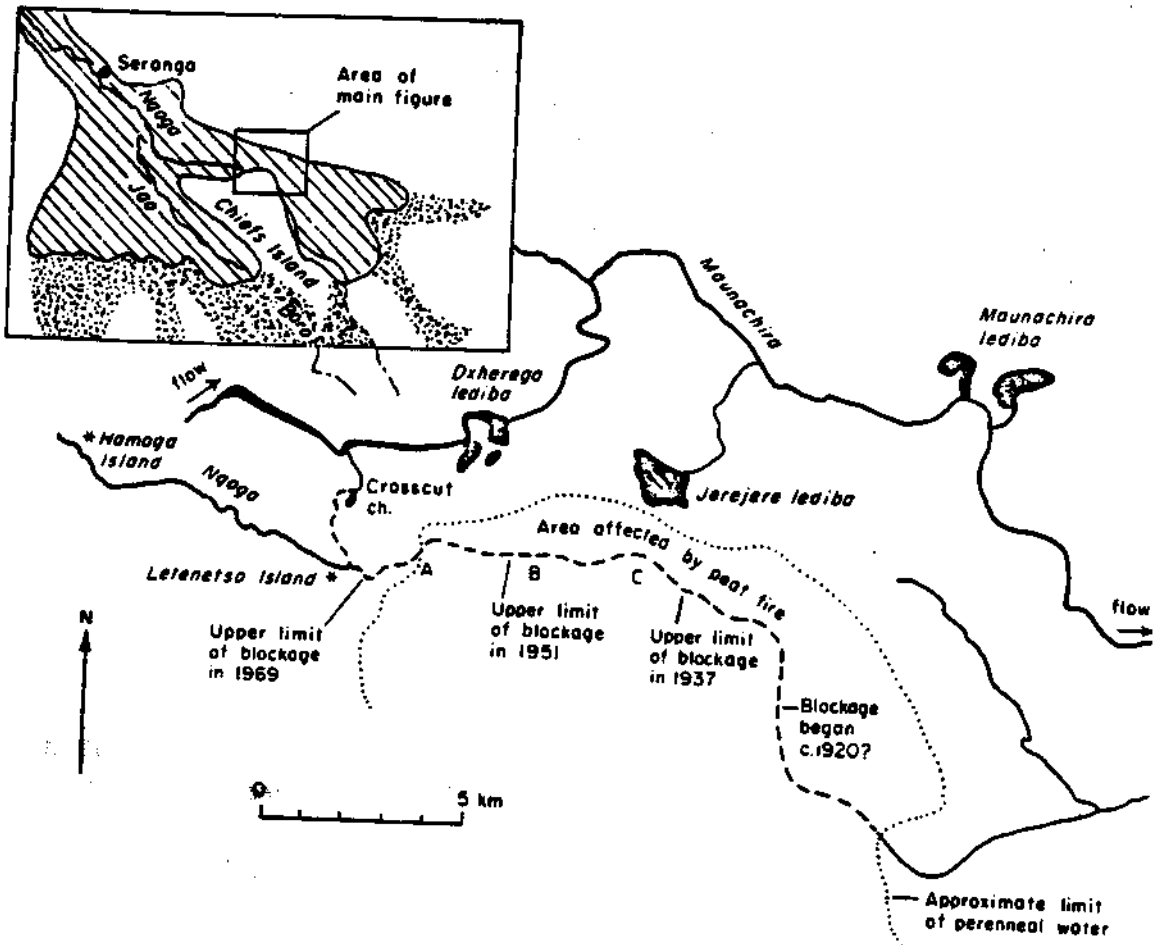 Seronga
Nqoga
Jao
Chiefs Island
Boro
Area of
main figure
Maunachira
Maunachira
lediba
flow
Dxherega
lediba
* Hamoga
Island
Nqoga
Crosscut
ch.
Jerejere lediba
Area affected by peat fire
Letenetso Island *
A
B
C
N
Upper limit
of blockage
in 1969
Upper limit
of blockage
in 1951
Upper limit
of blockage
in 1937
flow
Blockage
began
c.1920?
0
5 km
Approximate limit
of perenneal water